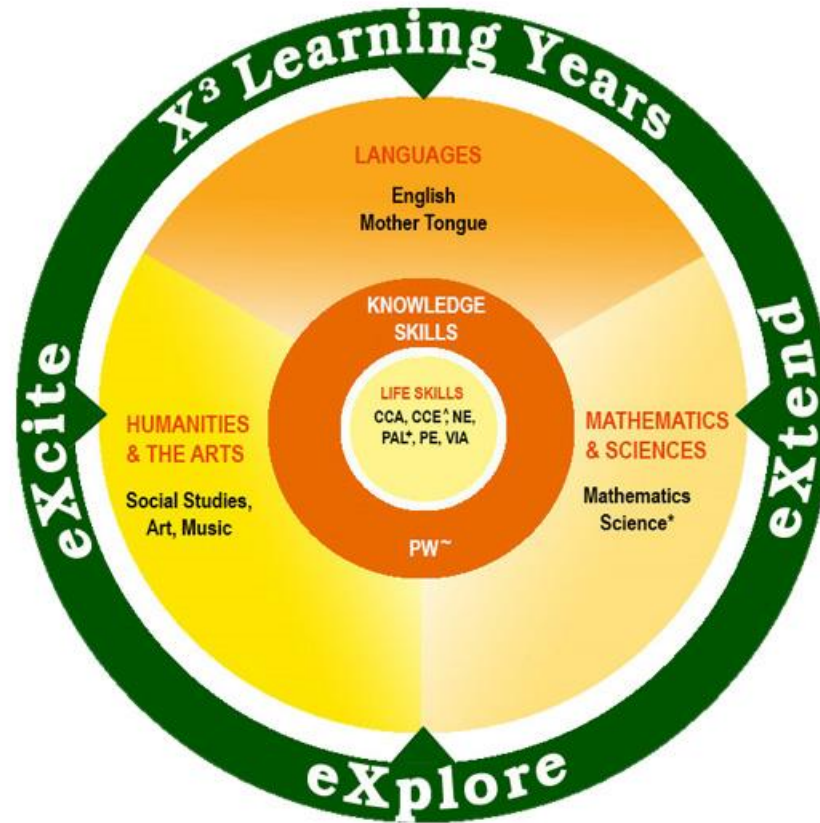 X³ Learning Years
LANGUAGES
English
Mother Tongue
KNOWLEDGE
SKILLS
LIFE SKILLS
CCA, CCE^, NE,
PAL+, PE, VIA
PW~
HUMANITIES
& THE ARTS
Social Studies,
Art, Music
MATHEMATICS
& SCIENCES
Mathematics
Science*
eXcite
eXplore
eXtend